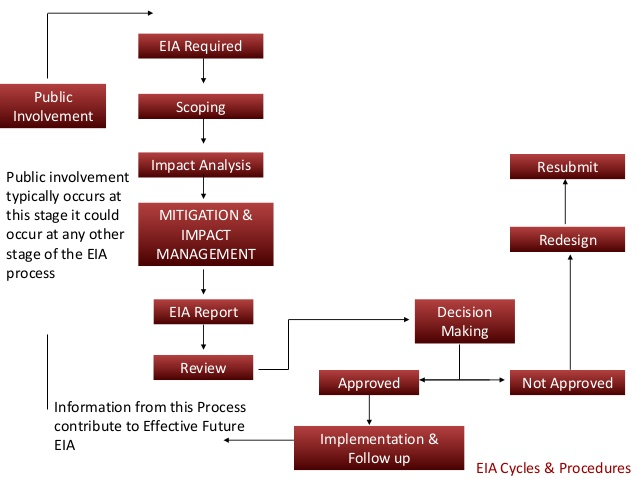 EIA Required
Public
Involvement
Scoping
Impact Analysis
Public involvement
typically occurs at
this stage it could
occur at any other
stage of the EIA
process
MITIGATION &
IMPACT
MANAGEMENT
EIA Report
Review
Decision
Making
Resubmit
Redesign
Approved
Not Approved
Implementation &
Follow up
Information from this Process
contribute to Effective Future
EIA
EIA Cycles & Procedures